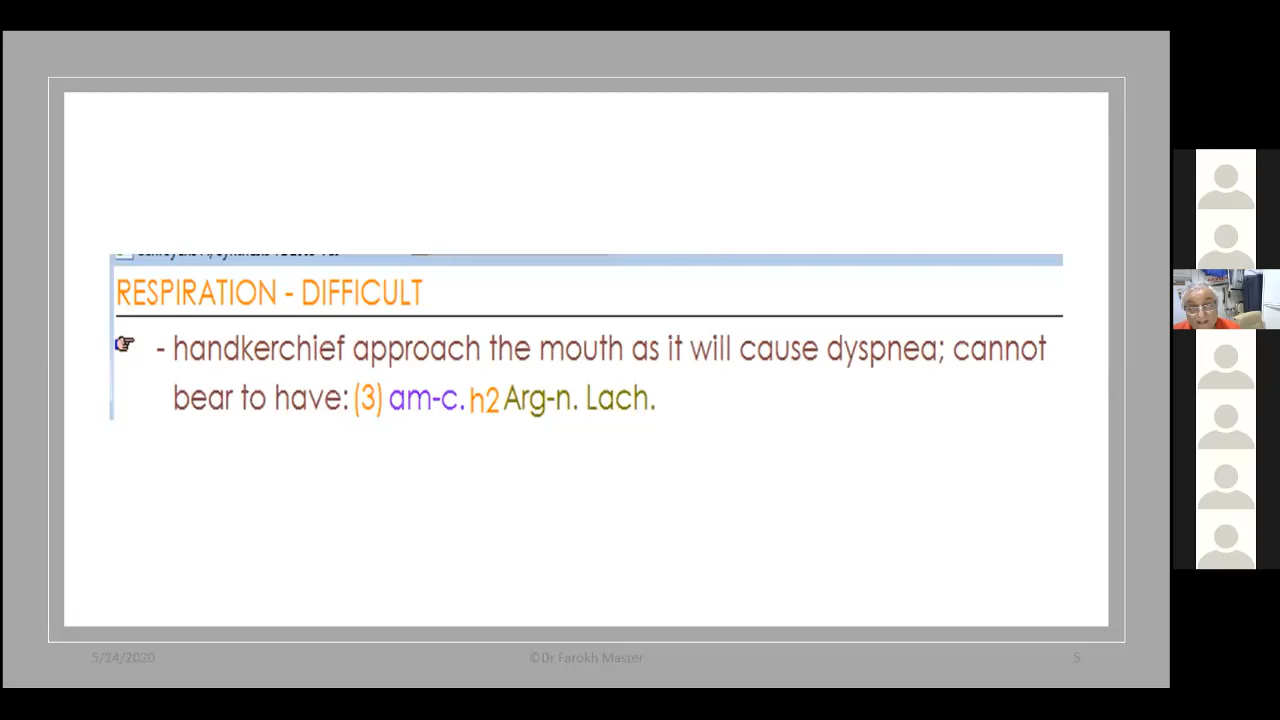 RESPIRATION - DIFFICULT
- handkerchief approach the mouth as it will cause dyspnea; cannot
bear to have: (3) am-c. h2 Arg-n. Lach.
5/24/2020 ©Dr Farokh Master 5